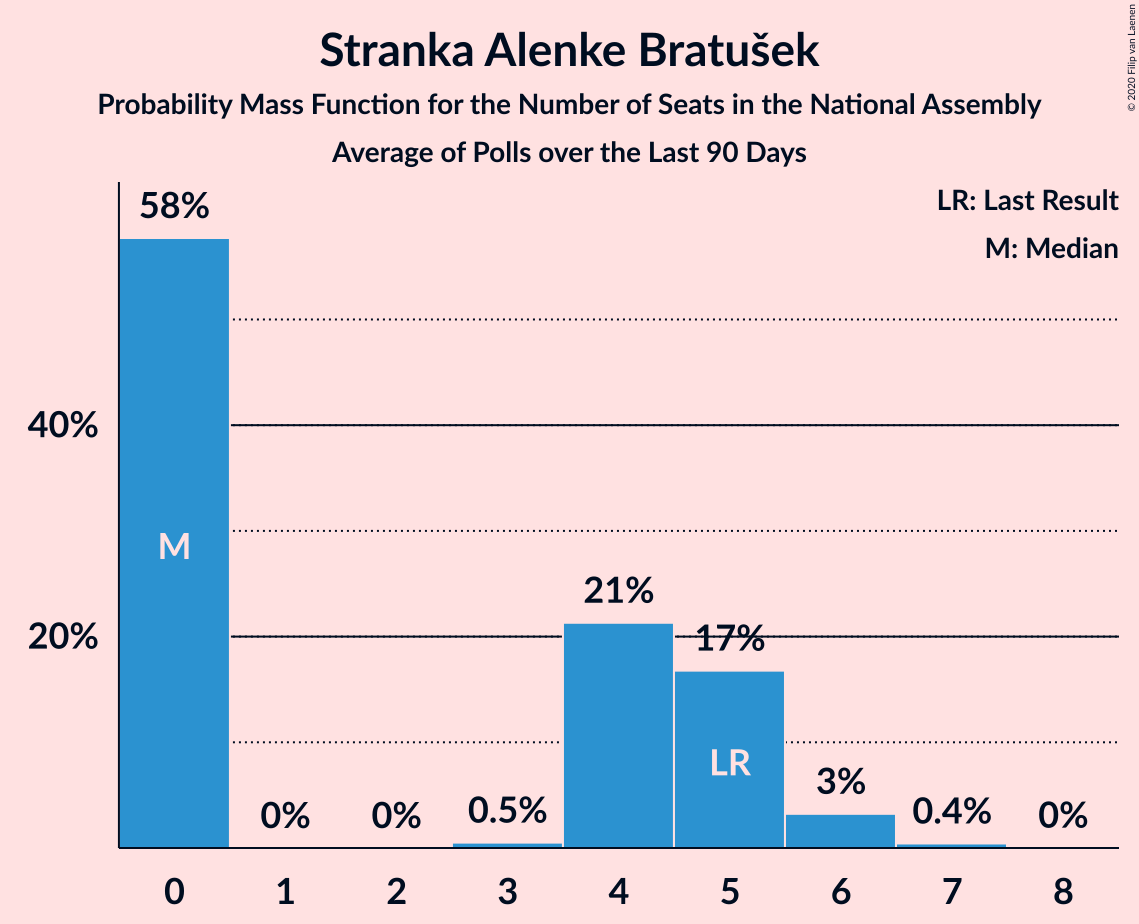 Stranka Alenke Bratušek
Probability Mass Function for the Number of Seats in the National Assembly
Average of Polls over the Last 90 Days
© 2020 Filip van Laenen
LR: Last Result
M: Median
58%
40%
M
21%
20%
17%
LR
0%
0%
0.5%
3%
0.4%
0%
0 1 2 3 4 5 6 7 8